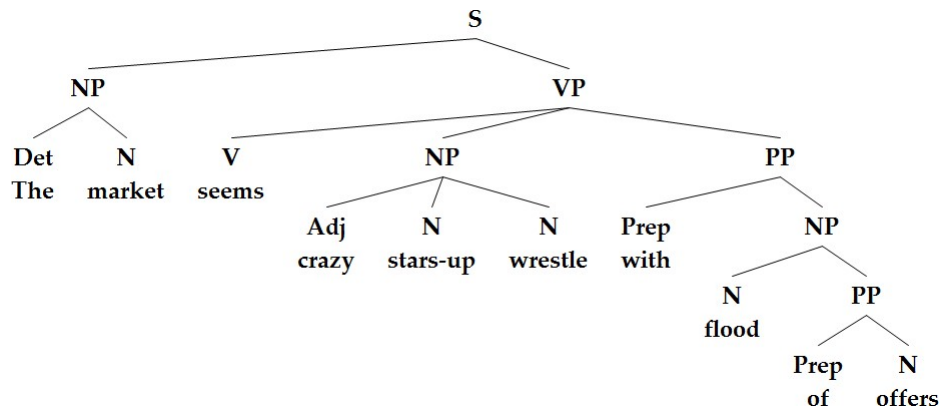 S
NP VP
Det N V NP PP
The market seems
Adj N N Prep NP
crazy stars-up wrestle with
N PP
flood
Prep N
of offers